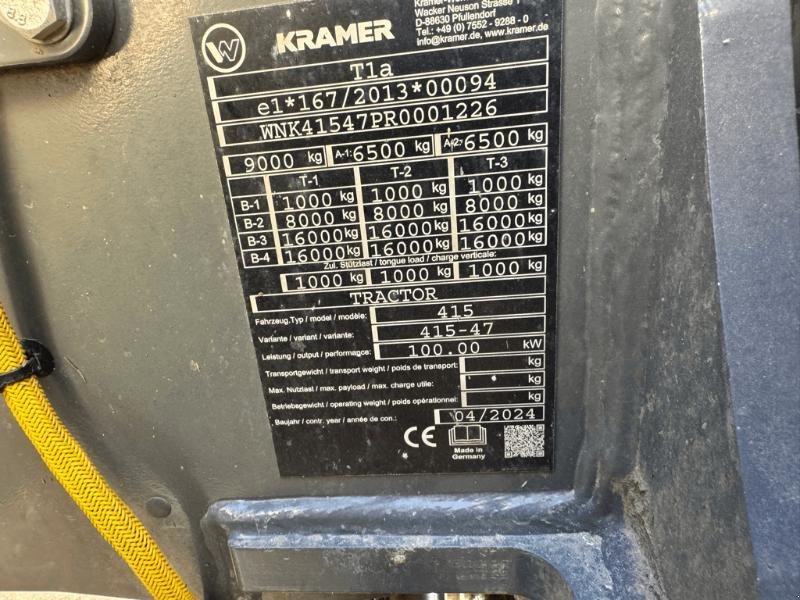 8.8
W
KRAMER
Wacker Neuson Strasse 1
D-88630 Pfullendorf
Tel.: +49 (0) 7552 - 9288 - 0
info@kramer.de, www.kramer.de
T1a
e1*167/2013*00094
WNK41547PR0001226
9000 kg A-1: 6500 kg A-2: 6500 kg
T-1 T-2 T-3
B-1 1000 kg 1000 kg 1000 kg
B-2 8000 kg 8000 kg 8000 kg
B-3 16000 kg 16000 kg 16000 kg
B-4 16000 kg 16000 kg 16000 kg
Zul. Stützlast / tongue load / charge verticale:
1000 kg 1000 kg 1000 kg
TRACTOR
Fahrzeug.Typ / model / modèle: 415
Variante / variant / variante: 415-47
Leistung / output / performance: 100.00 kW
Transportgewicht / transport weight / poids de transport: kg
Max. Nutzlast / max. payload / max. charge utile: kg
Betriebsgewicht / operating weight / poids opérationnel: kg
Baujahr / contr. year / année de con.: 04/2024
CE
Made in
Germany